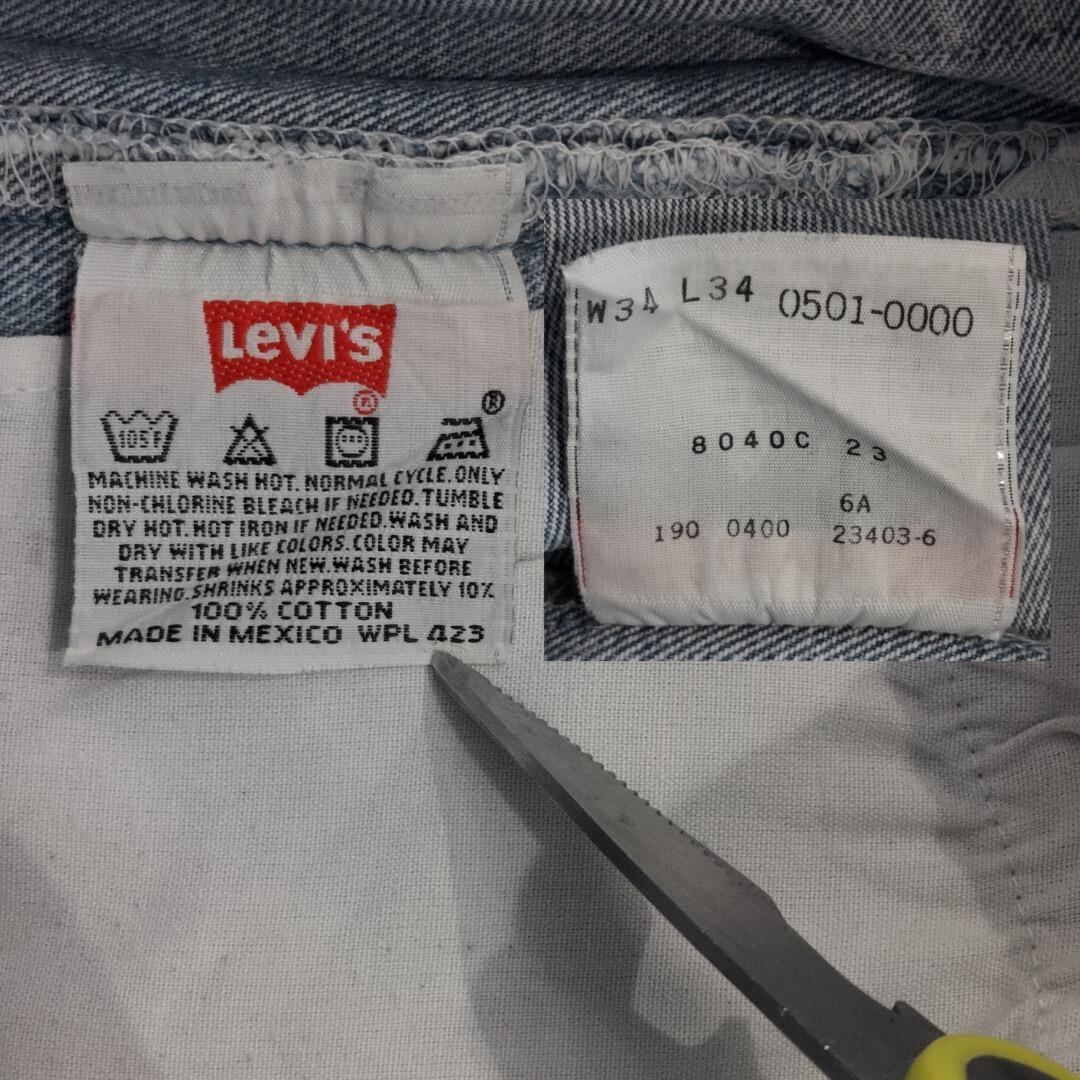 LEVI'S
®
®
105F
MACHINE WASH HOT. NORMAL CYCLE. ONLY
NON-CHLORINE BLEACH IF NEEDED. TUMBLE
DRY HOT. HOT IRON IF NEEDED. WASH AND
DRY WITH LIKE COLORS. COLOR MAY
TRANSFER WHEN NEW. WASH BEFORE
WEARING. SHRINKS APPROXIMATELY 10%
100% COTTON
MADE IN MEXICO WPL 423
W34 L34 0501-0000
8040C 23
6A
190 0400 23403-6